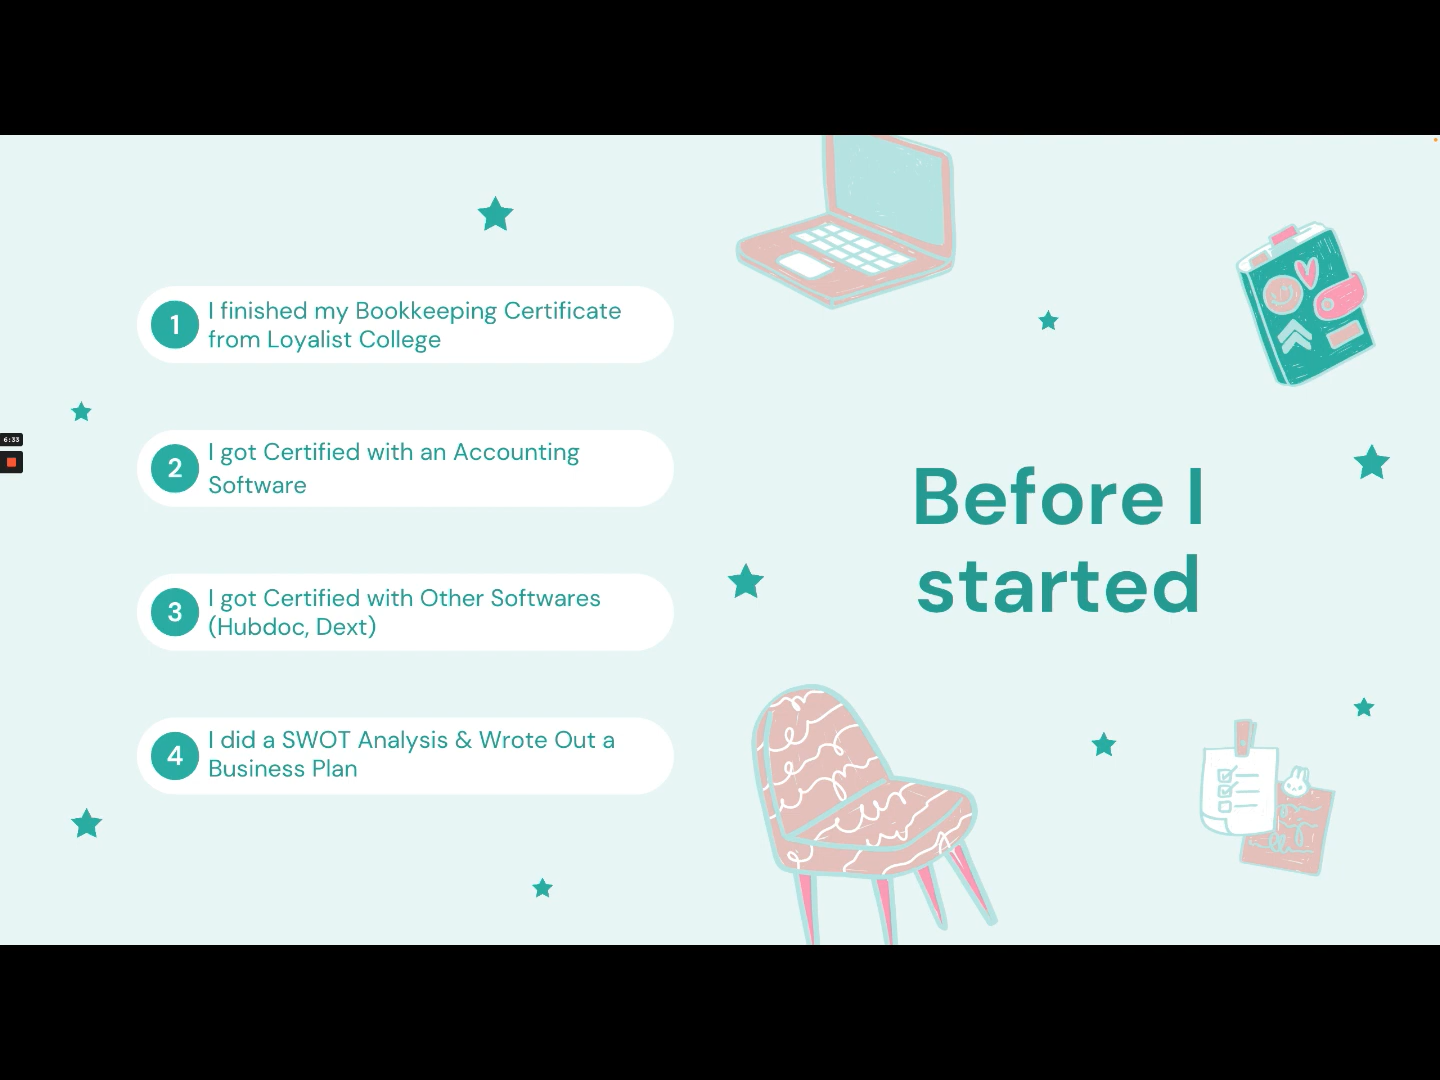 1
I finished my Bookkeeping Certificate
from Loyalist College
2
I got Certified with an Accounting
Software
3
I got Certified with Other Softwares
(Hubdoc, Dext)
4
I did a SWOT Analysis & Wrote Out a
Business Plan
Before I
started
6:33